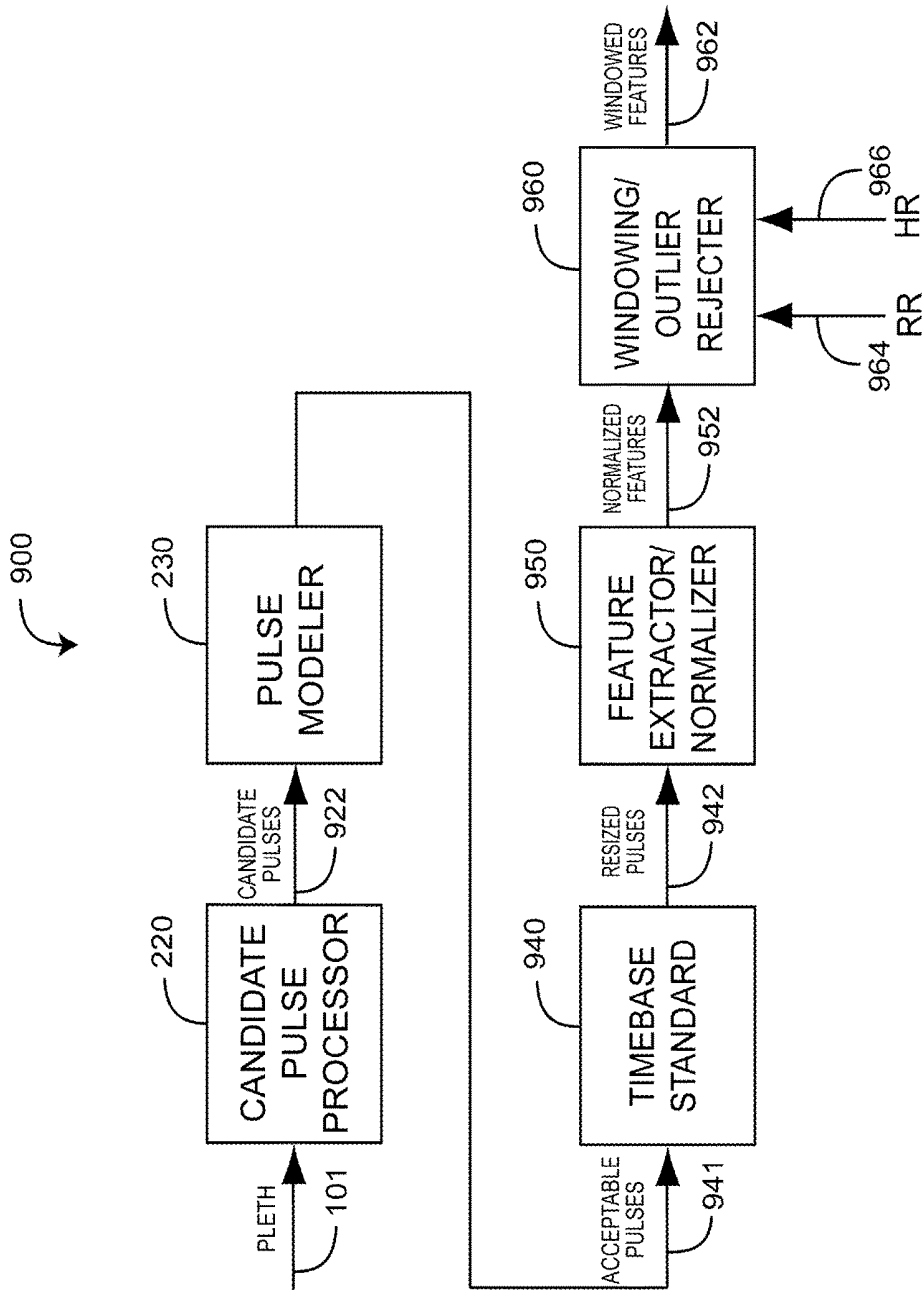 900
220
230
PLETH
101
CANDIDATE
PULSE
PROCESSOR
CANDIDATE
PULSES
922
PULSE
MODELER
940
950
960
ACCEPTABLE
PULSES
941
TIMEBASE
STANDARD
RESIZED
PULSES
942
FEATURE
EXTRACTOR/
NORMALIZER
NORMALIZED
FEATURES
952
WINDOWING/
OUTLIER
REJECTER
WINDOWED
FEATURES
962
964
966
RR
HR